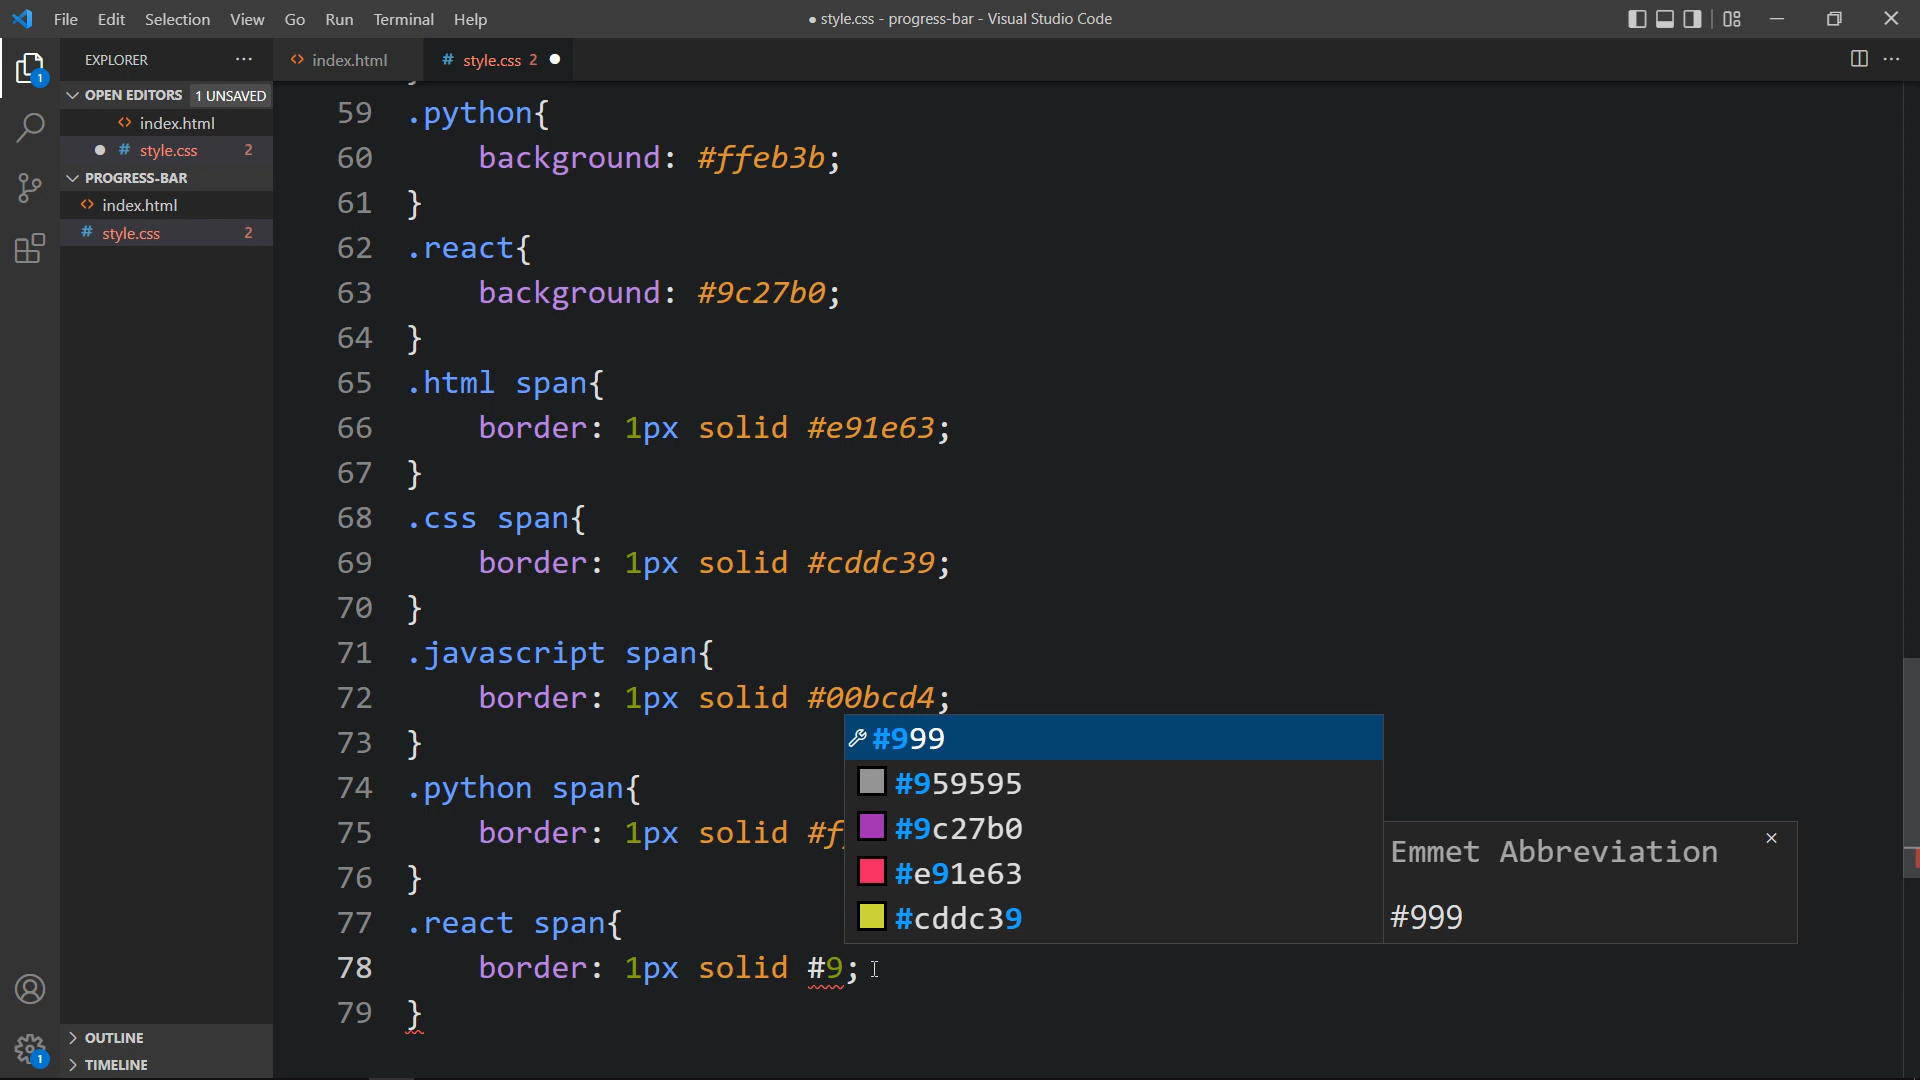 File Edit Selection View Go Run Terminal Help
● style.css - progress-bar - Visual Studio Code
EXPLORER
index.html
# style.css 2
OPEN EDITORS 1 UNSAVED
index.html
# style.css 2
PROGRESS-BAR
index.html
# style.css 2
59 .python{
60 background: #ffeb3b;
61 }
62 .react{
63 background: #9c27b0;
64 }
65 .html span{
66 border: 1px solid #e91e63;
67 }
68 .css span{
69 border: 1px solid #cddc39;
70 }
71 .javascript span{
72 border: 1px solid #00bcd4;
73 }
74 .python span{
75 border: 1px solid #f
76 }
77 .react span{
78 border: 1px solid #9;
79 }
#999
#959595
#9c27b0
#e91e63
#cddc39
Emmet Abbreviation
#999
1
1
OUTLINE
TIMELINE